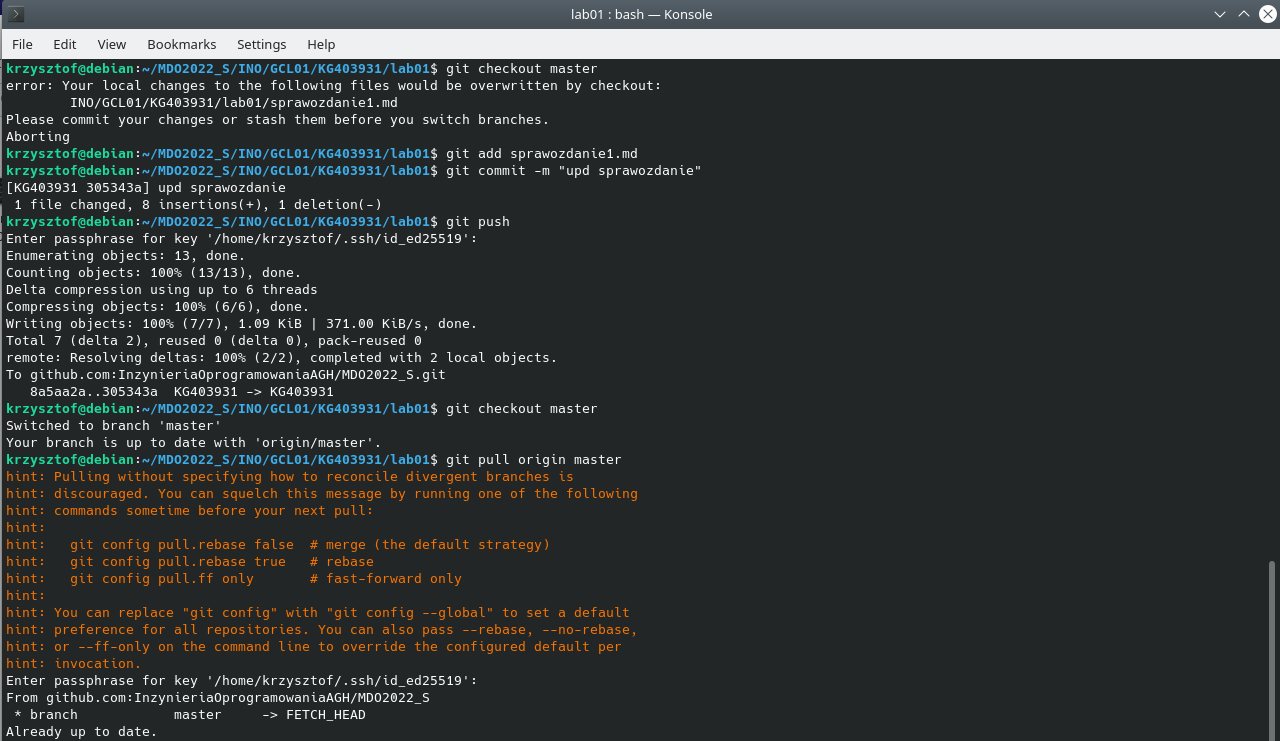 lab01 : bash — Konsole
File Edit View Bookmarks Settings Help
krzysztof@debian:~/MDO2022_S/INO/GCL01/KG403931/lab01$ git checkout master
error: Your local changes to the following files would be overwritten by checkout:
        INO/GCL01/KG403931/lab01/sprawozdanie1.md
Please commit your changes or stash them before you switch branches.
Aborting
krzysztof@debian:~/MDO2022_S/INO/GCL01/KG403931/lab01$ git add sprawozdanie1.md
krzysztof@debian:~/MDO2022_S/INO/GCL01/KG403931/lab01$ git commit -m "upd sprawozdanie"
[KG403931 305343a] upd sprawozdanie
 1 file changed, 8 insertions(+), 1 deletion(-)
krzysztof@debian:~/MDO2022_S/INO/GCL01/KG403931/lab01$ git push
Enter passphrase for key '/home/krzysztof/.ssh/id_ed25519':
Enumerating objects: 13, done.
Counting objects: 100% (13/13), done.
Delta compression using up to 6 threads
Compressing objects: 100% (6/6), done.
Writing objects: 100% (7/7), 1.09 KiB | 371.00 KiB/s, done.
Total 7 (delta 2), reused 0 (delta 0), pack-reused 0
remote: Resolving deltas: 100% (2/2), completed with 2 local objects.
To github.com:InzynieriaOprogramowaniaAGH/MDO2022_S.git
   8a5aa2a..305343a  KG403931 -> KG403931
krzysztof@debian:~/MDO2022_S/INO/GCL01/KG403931/lab01$ git checkout master
Switched to branch 'master'
Your branch is up to date with 'origin/master'.
krzysztof@debian:~/MDO2022_S/INO/GCL01/KG403931/lab01$ git pull origin master
hint: Pulling without specifying how to reconcile divergent branches is
hint: discouraged. You can squelch this message by running one of the following
hint: commands sometime before your next pull:
hint:
hint:   git config pull.rebase false  # merge (the default strategy)
hint:   git config pull.rebase true   # rebase
hint:   git config pull.ff only       # fast-forward only
hint:
hint: You can replace "git config" with "git config --global" to set a default
hint: preference for all repositories. You can also pass --rebase, --no-rebase,
hint: or --ff-only on the command line to override the configured default per
hint: invocation.
Enter passphrase for key '/home/krzysztof/.ssh/id_ed25519':
From github.com:InzynieriaOprogramowaniaAGH/MDO2022_S
 * branch            master     -> FETCH_HEAD
Already up to date.